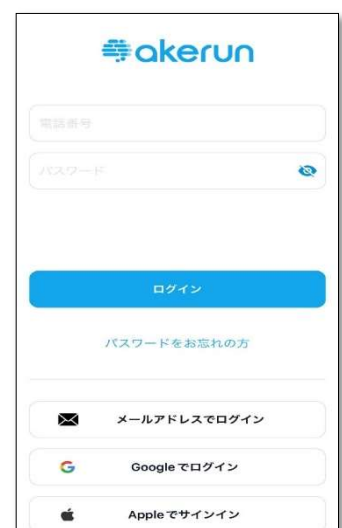 akerun
電話番号
パスワード
ログイン
パスワードをお忘れの方
メールアドレスでログイン
Googleでログイン
Appleでサインイン